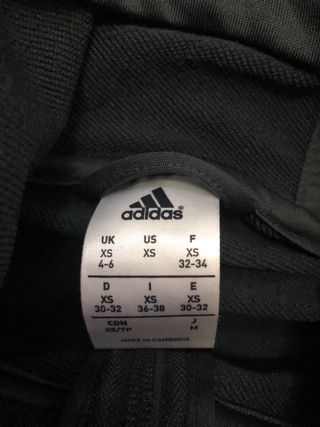 adidas
UK US F
XS XS XS
4-6 32-34
D I E
XS XS XS
30-32 36-38 30-32
CDN J
XS/TP M
MADE IN CAMBODIA